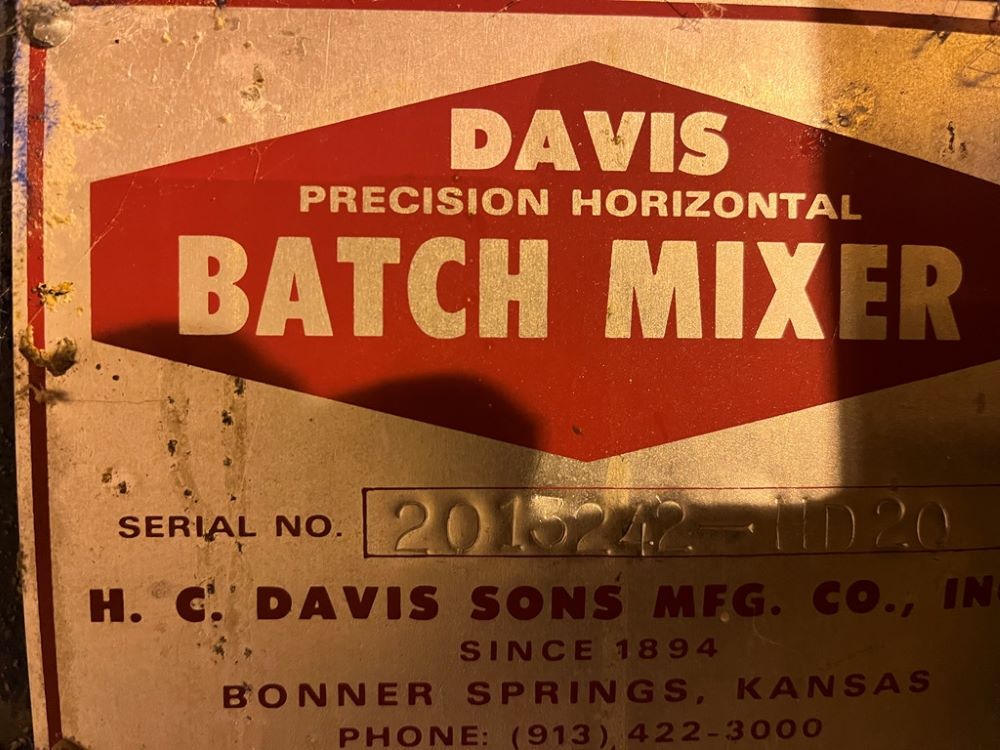 DAVIS
PRECISION HORIZONTAL
BATCH MIXER
SERIAL NO. 2013242-HD20
H. C. DAVIS SONS MFG. CO., IN
SINCE 1894
BONNER SPRINGS, KANSAS
PHONE: (913) 422-3000